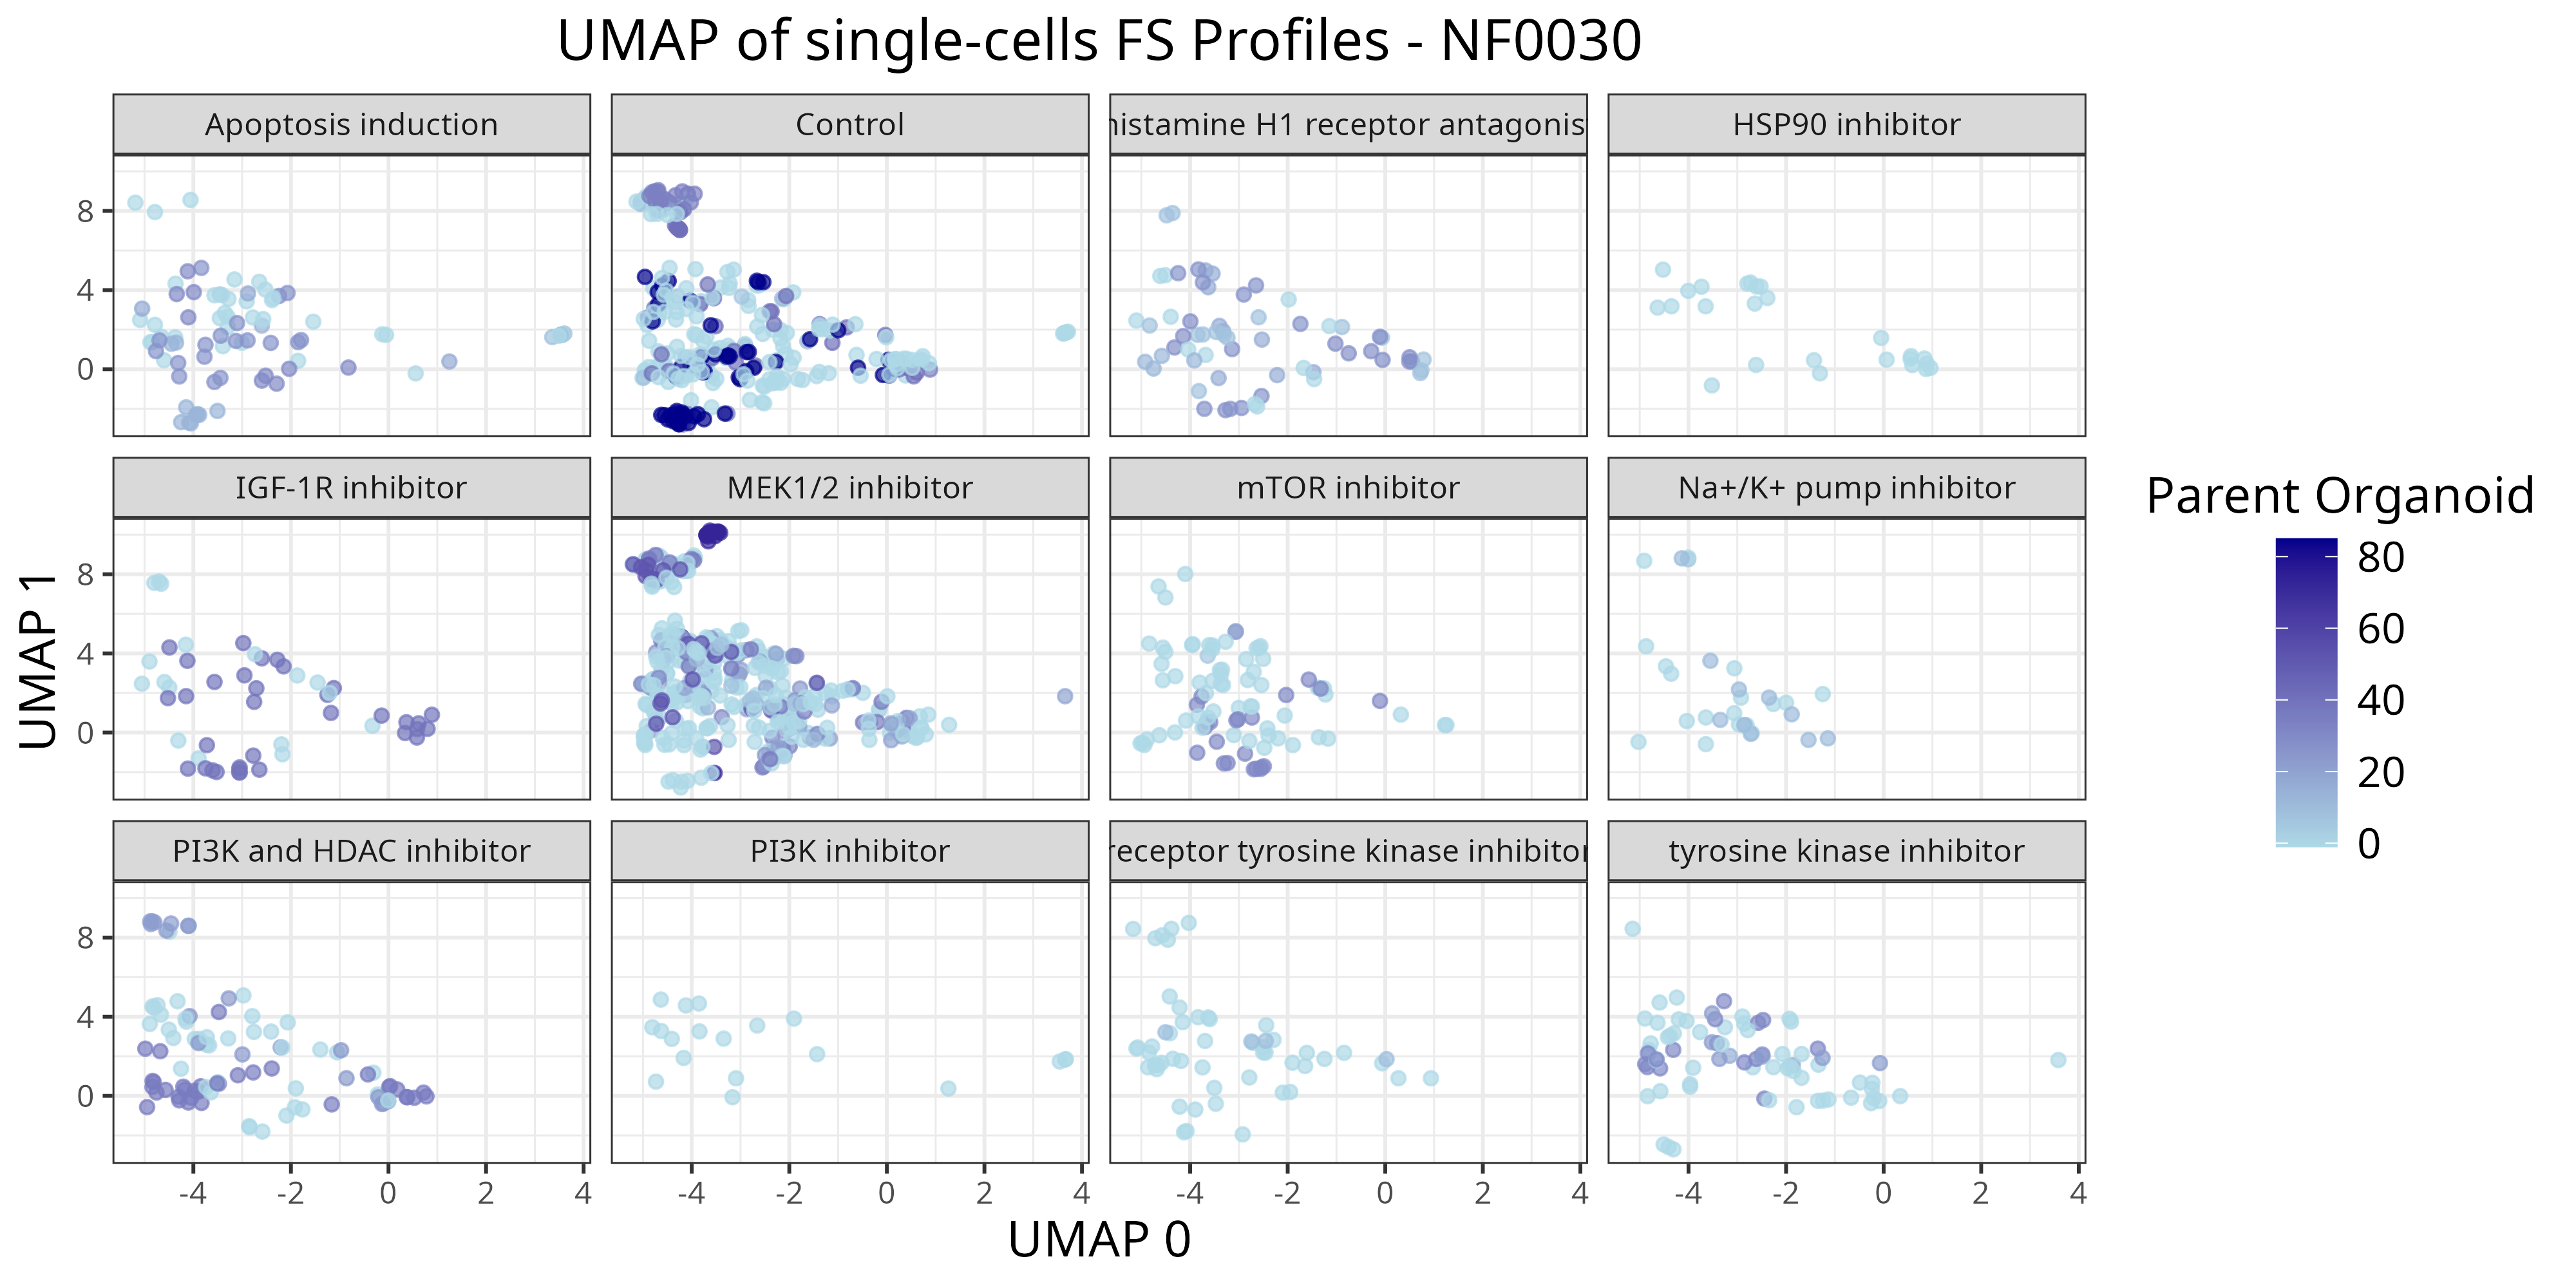 UMAP of single-cells FS Profiles - NF0030
Apoptosis induction
Control
histamine H1 receptor antagonis
HSP90 inhibitor
8
4
0
IGF-1R inhibitor
MEK1/2 inhibitor
mTOR inhibitor
Na+/K+ pump inhibitor
8
4
0
PI3K and HDAC inhibitor
PI3K inhibitor
receptor tyrosine kinase inhibitor
tyrosine kinase inhibitor
8
4
0
-4 -2 0 2 4
-4 -2 0 2 4
-4 -2 0 2 4
-4 -2 0 2 4
UMAP 0
UMAP 1
Parent Organoid
80
60
40
20
0